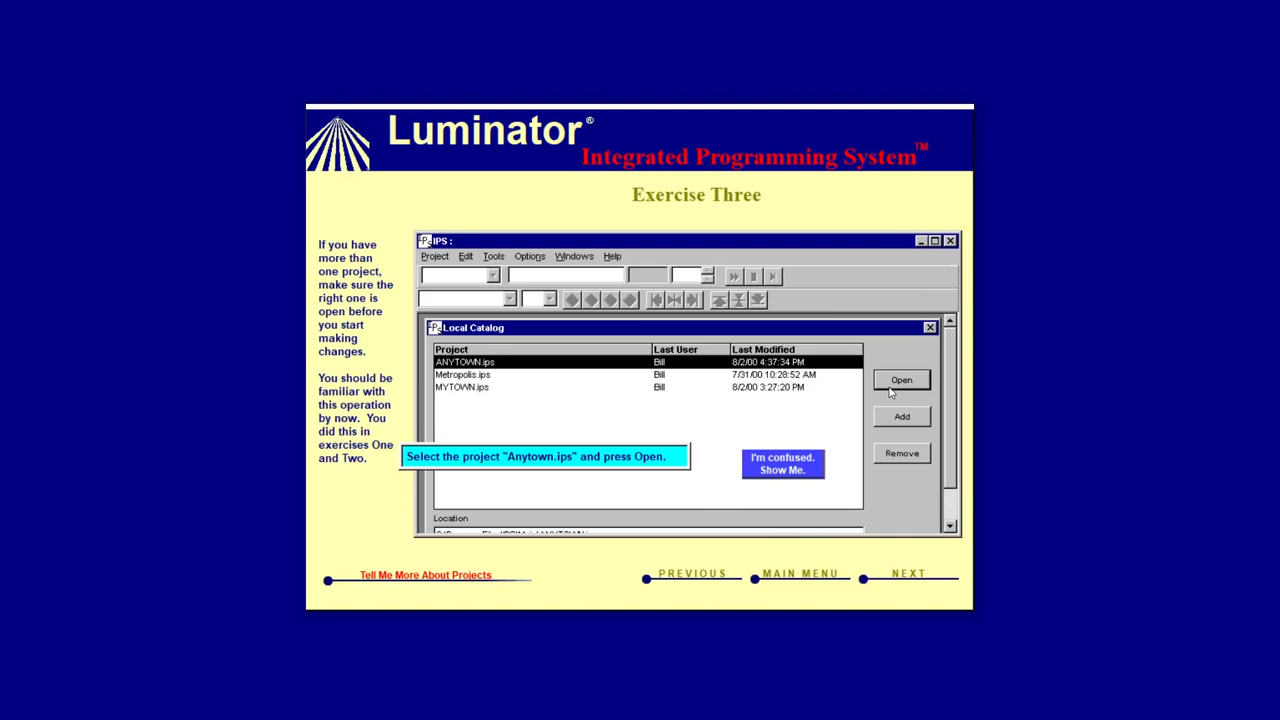 Luminator®
Integrated Programming System™
Exercise Three
If you have
more than
one project,
make sure the
right one is
open before
you start
making
changes.
You should be
familiar with
this operation
by now. You
did this in
exercises One
and Two.
IPS :
Project Edit Tools Options Windows Help
Local Catalog
Project Last User Last Modified
ANYTOWN.ips Bill 8/2/00 4:37:34 PM
Metropolis.ips Bill 7/31/00 10:28:52 AM
MYTOWN.ips Bill 8/2/00 3:27:20 PM
Open
Add
Remove
Select the project "Anytown.ips" and press Open.
I'm confused.
Show Me.
Location
Tell Me More About Projects
PREVIOUS
MAIN MENU
NEXT